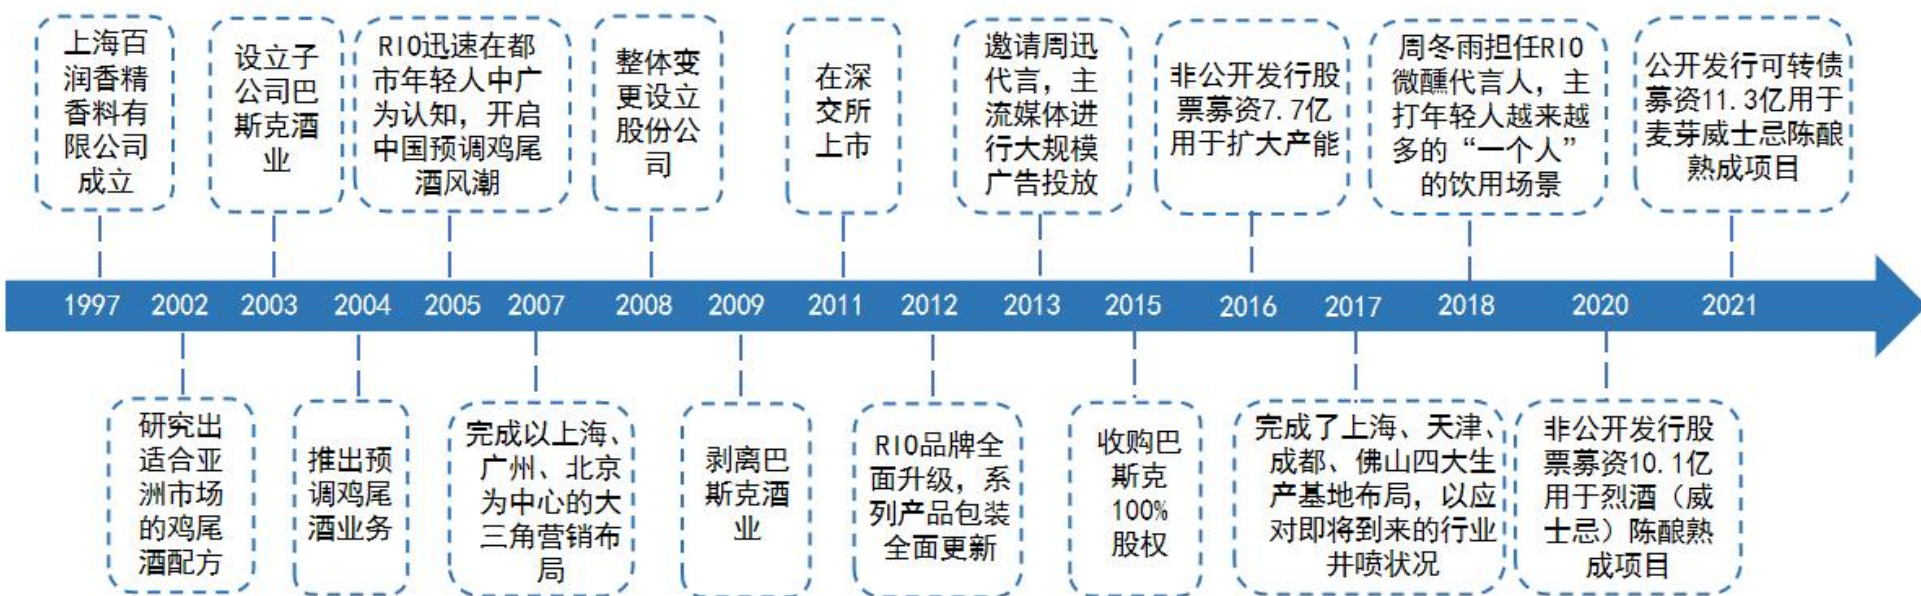 上海百
润香精
香料有
限公司
成立
设立子
公司巴
斯克酒
业
RIO迅速在都
市年轻人中广
为认知，开启
中国预调鸡尾
酒风潮
整体变
更设立
股份公
司
在深
交所
上市
邀请周迅
代言，主
流媒体进
行大规模
广告投放
非公开发行股
票募资7.7亿
用于扩大产能
周冬雨担任RIO
微醺代言人，主
打年轻人越来越
多的“一个人”
的饮用场景
公开发行可转债
募资11.3亿用于
麦芽威士忌陈酿
熟成项目
1997 2002 2003 2004 2005 2007 2008 2009 2011 2012 2013 2015 2016 2017 2018 2020 2021
研究出
适合亚
洲市场
的鸡尾
酒配方
推出预
调鸡尾
酒业务
完成以上海、
广州、北京
为中心的大
三角营销布
局
剥离巴
斯克酒
业
RIO品牌全
面升级，系
列产品包装
全面更新
收购巴
斯克
100%
股权
完成了上海、天津、
成都、佛山四大生
产基地布局，以应
对即将到来的行业
井喷状况
非公开发行股
票募资10.1亿
用于烈酒（威
士忌）陈酿熟
成项目